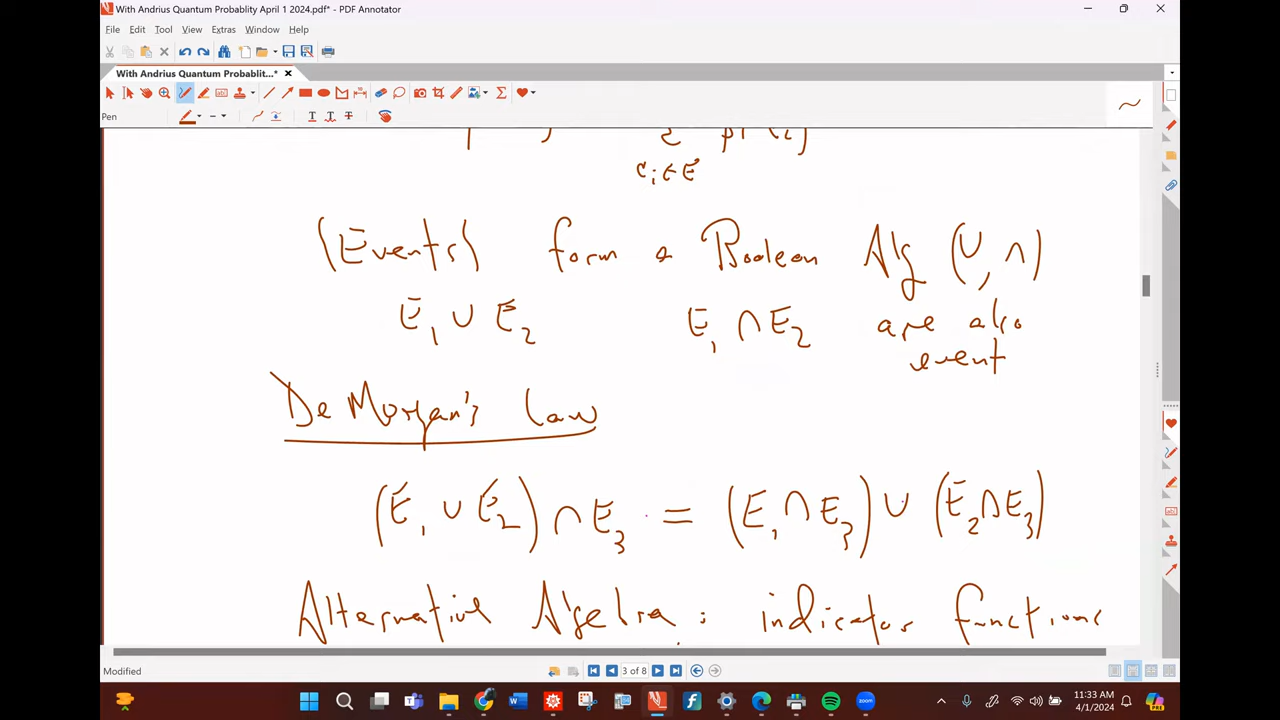 With Andrius Quantum Probablity April 1 2024.pdf* - PDF Annotator
File Edit Tool View Extras Window Help
With Andrius Quantum Probablit...*
Pen
{Events} form a Boolean Alg (∪, ∩)
E₁ ∪ E₂ E₁ ∩ E₂ are also
event
De Morgan's Law
(E₁ ∪ E₂) ∩ E₃ = (E₁ ∩ E₃) ∪ (E₂ ∩ E₃)
Alternative Algebra : indicator functions
Modified
3 of 8
11:33 AM
4/1/2024